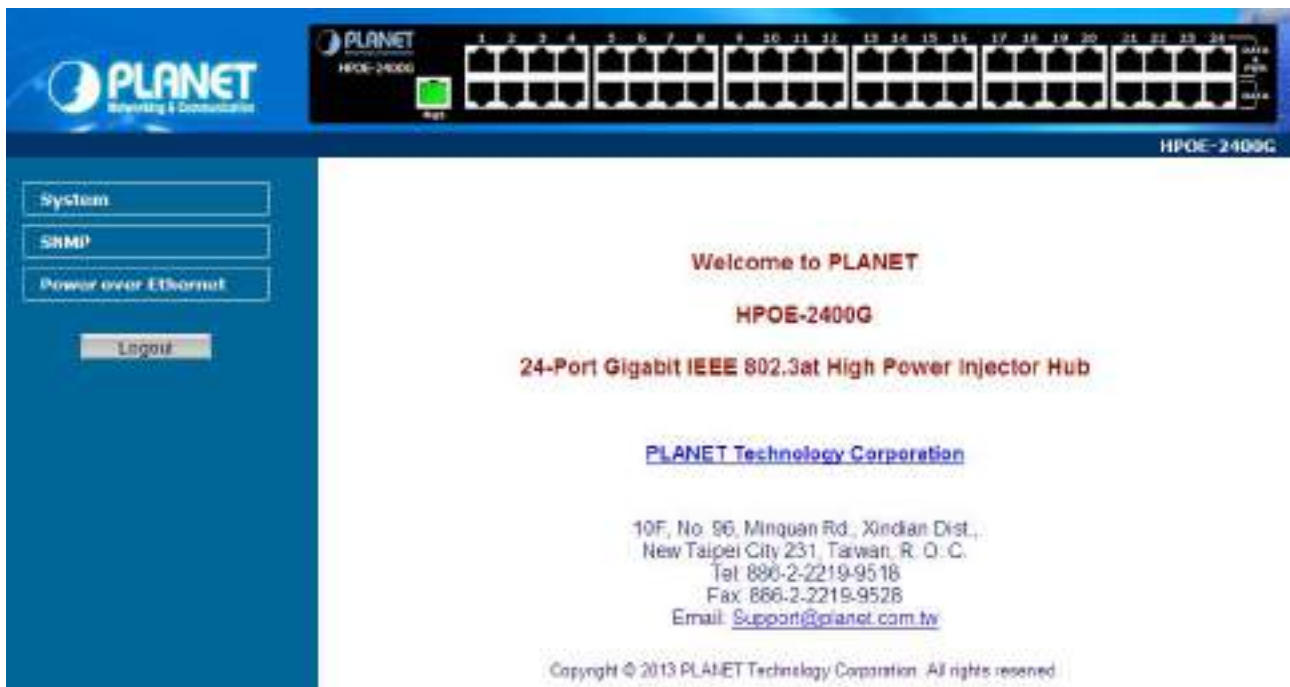 PLANET
Networking & Communication
PLANET
HPOE-2400G
1 2 3 4 5 6 7 8 9 10 11 12 13 14 15 16 17 18 19 20 21 22 23 24
DATA
+
PWR
DATA
HPOE-2400G
System
SNMP
Power over Ethernet
Logout
Welcome to PLANET
HPOE-2400G
24-Port Gigabit IEEE 802.3at High Power Injector Hub
PLANET Technology Corporation
10F, No. 96, Minquan Rd., Xindian Dist.,
New Taipei City 231, Taiwan, R. O. C.
Tel: 886-2-2219-9518
Fax: 886-2-2219-9528
Email: Support@planet.com.tw
Copyright © 2013 PLANET Technology Corporation. All rights reserved.